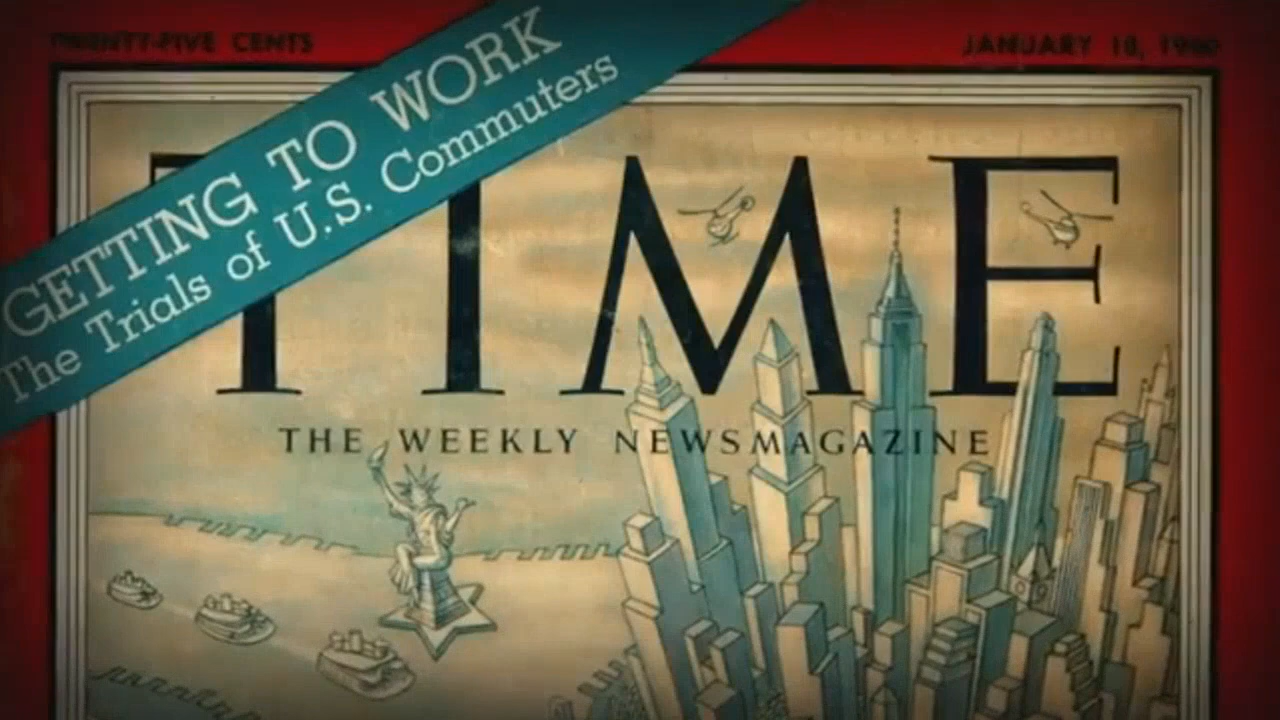 TWENTY-FIVE CENTS
JANUARY 18, 1960
GETTING TO WORK
The Trials of U.S. Commuters
TIME
THE WEEKLY NEWSMAGAZINE